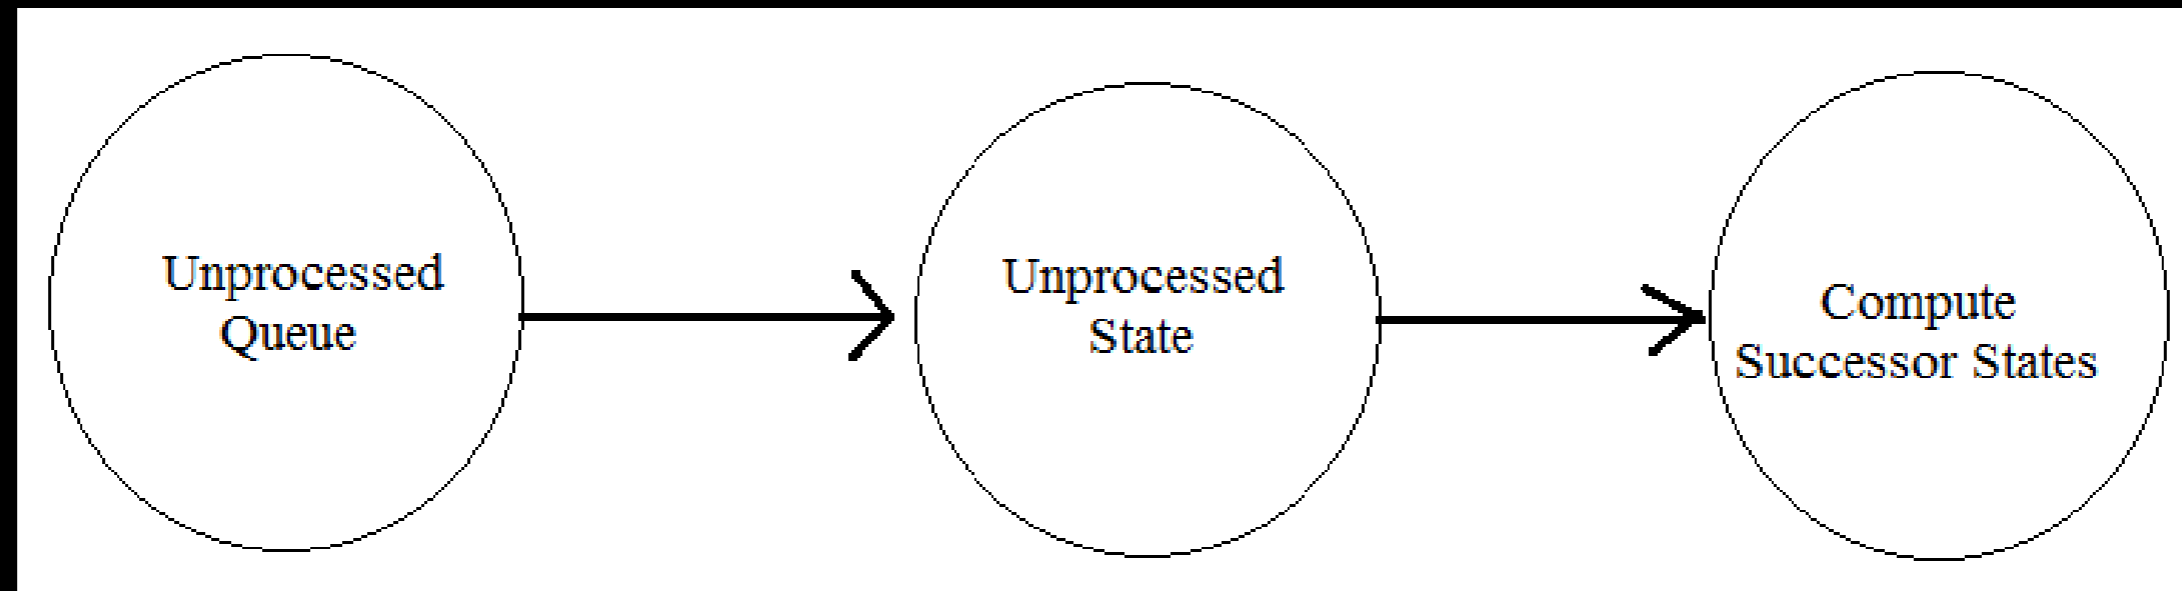 Unprocessed
Queue
Unprocessed
State
Compute
Successor States